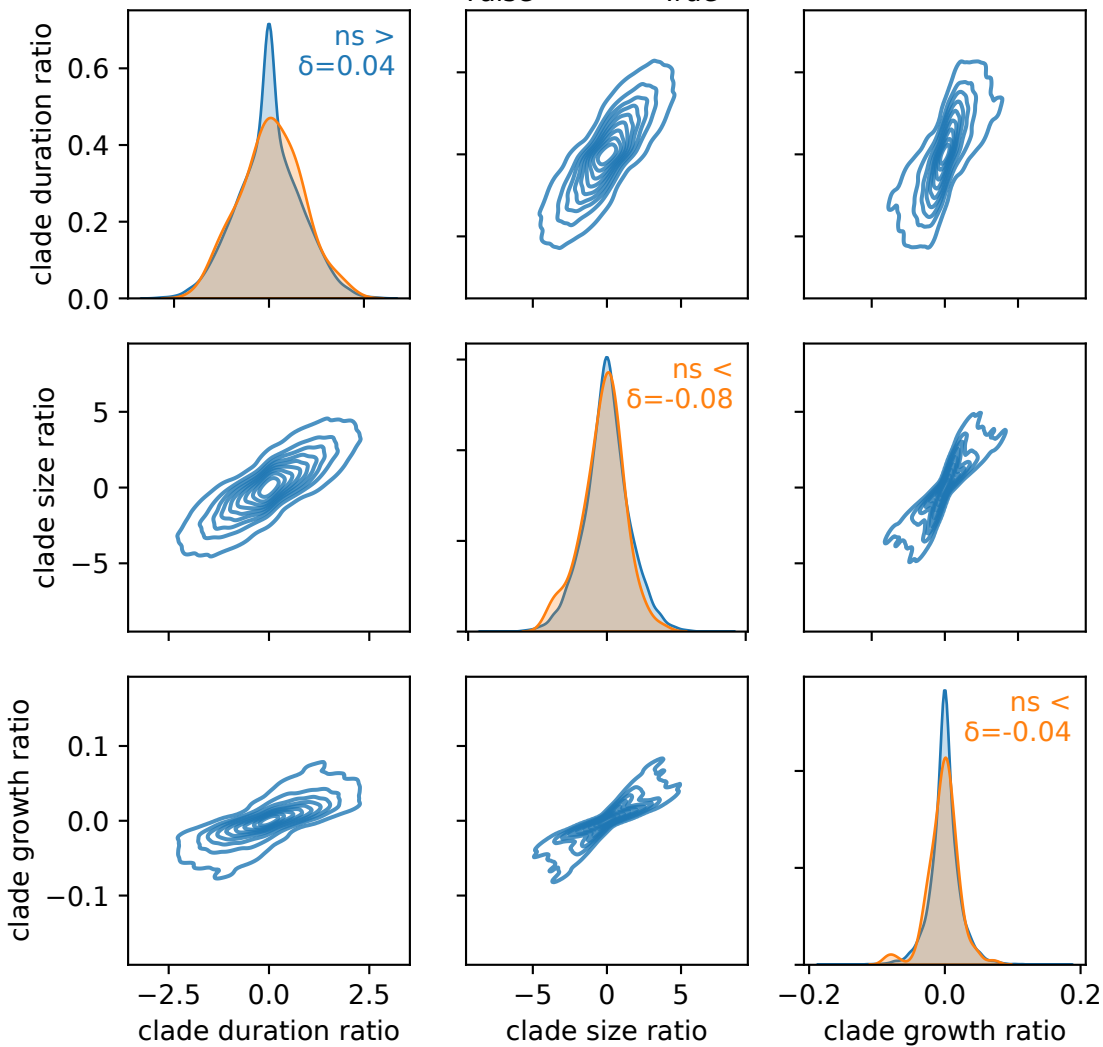 clade duration ratio
0.6
0.4
0.2
0.0
ns >
δ=0.04
clade size ratio
5
0
−5
ns <
δ=-0.08
clade growth ratio
0.1
0.0
−0.1
ns <
δ=-0.04
−2.5 0.0 2.5
−5 0 5
−0.2 0.0 0.2
clade duration ratio
clade size ratio
clade growth ratio